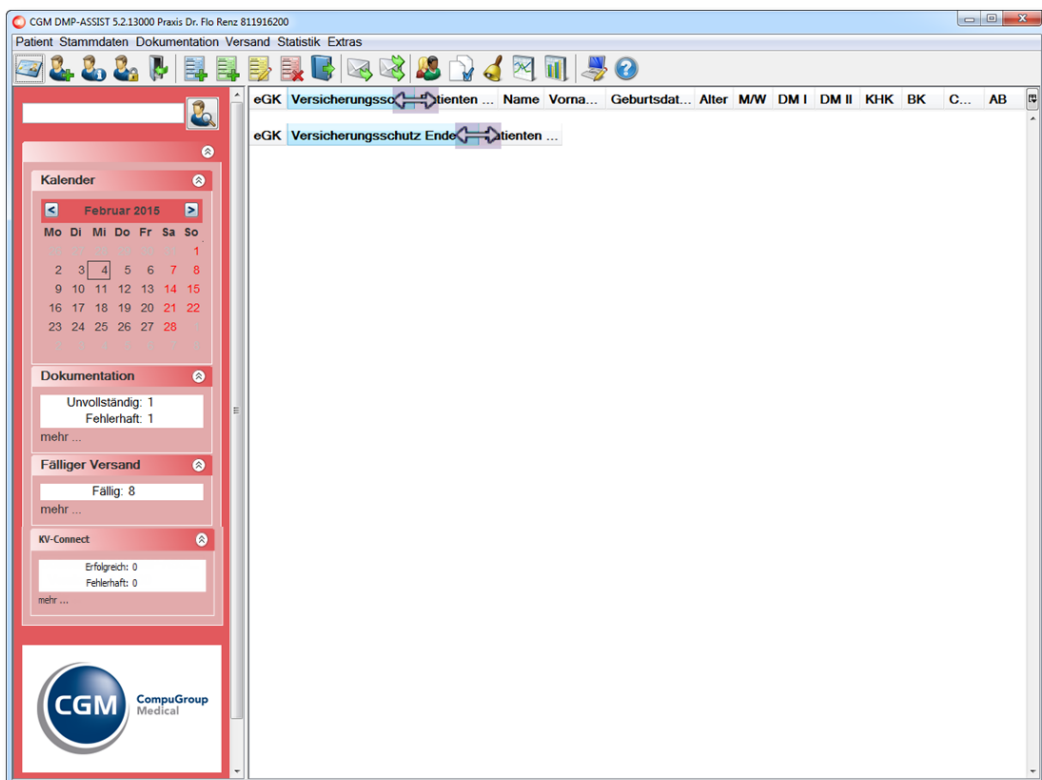 CGM DMP-ASSIST 5.2.13000 Praxis Dr. Flo Renz 811916200
Patient Stammdaten Dokumentation Versand Statistik Extras
eGK Versicherungsso tienten ... Name Vorna... Geburtsdat... Alter M/W DM I DM II KHK BK C... AB
eGK Versicherungsschutz Ende atienten ...
Kalender
Februar 2015
Mo Di Mi Do Fr Sa So
1
2 3 4 5 6 7 8
9 10 11 12 13 14 15
16 17 18 19 20 21 22
23 24 25 26 27 28
Dokumentation
Unvollständig: 1
Fehlerhaft: 1
mehr ...
Fälliger Versand
Fällig: 8
mehr ...
KV-Connect
Erfolgreich: 0
Fehlerhaft: 0
mehr ...
CGM CompuGroup
Medical